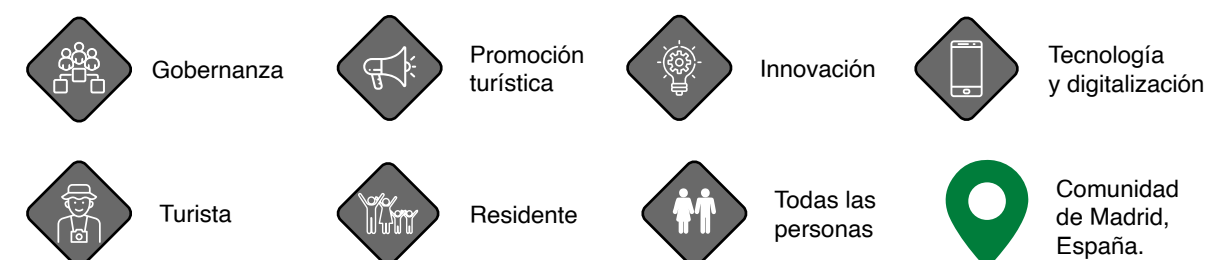 Gobernanza
Promoción
turística
Innovación
Tecnología
y digitalización
Turista
Residente
Todas las
personas
Comunidad
de Madrid,
España.